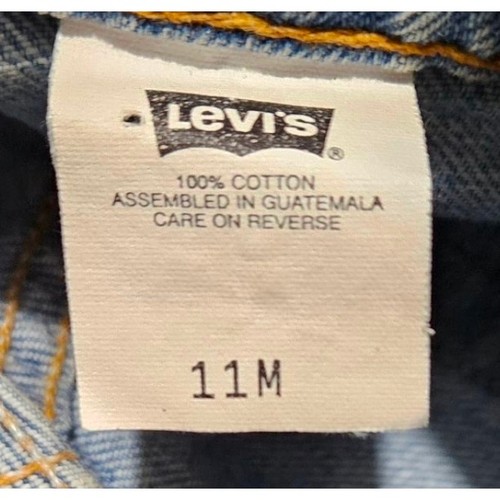 Levi's ®
100% COTTON
ASSEMBLED IN GUATEMALA
CARE ON REVERSE
11M